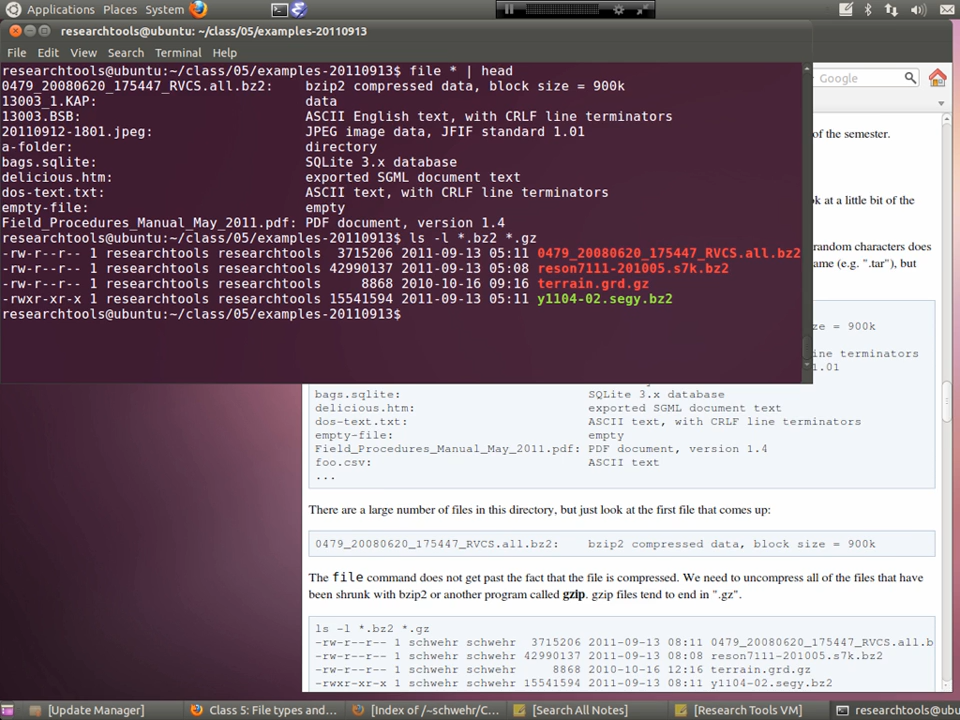 Applications Places System
researchtools@ubuntu: ~/class/05/examples-20110913
File Edit View Search Terminal Help
researchtools@ubuntu:~/class/05/examples-20110913$ file * | head
0479_20080620_175447_RVCS.all.bz2: bzip2 compressed data, block size = 900k
13003_1.KAP: data
13003.BSB: ASCII English text, with CRLF line terminators
20110912-1801.jpeg: JPEG image data, JFIF standard 1.01
a-folder: directory
bags.sqlite: SQLite 3.x database
delicious.htm: exported SGML document text
dos-text.txt: ASCII text, with CRLF line terminators
empty-file: empty
Field_Procedures_Manual_May_2011.pdf: PDF document, version 1.4
researchtools@ubuntu:~/class/05/examples-20110913$ ls -l *.bz2 *.gz
-rw-r--r-- 1 researchtools researchtools 3715206 2011-09-13 05:11 0479_20080620_175447_RVCS.all.bz2
-rw-r--r-- 1 researchtools researchtools 42990137 2011-09-13 05:08 reson7111-201005.s7k.bz2
-rw-r--r-- 1 researchtools researchtools 8868 2010-10-16 09:16 terrain.grd.gz
-rwxr-xr-x 1 researchtools researchtools 15541594 2011-09-13 05:11 y1104-02.segy.bz2
researchtools@ubuntu:~/class/05/examples-20110913$
Google
of the semester.
ok at a little bit of the
random characters does
ame (e.g. ".tar"), but
ze = 900k
ine terminators
1.01
bags.sqlite: SQLite 3.x database
delicious.htm: exported SGML document text
dos-text.txt: ASCII text, with CRLF line terminators
empty-file: empty
Field_Procedures_Manual_May_2011.pdf: PDF document, version 1.4
foo.csv: ASCII text
...
There are a large number of files in this directory, but just look at the first file that comes up:
0479_20080620_175447_RVCS.all.bz2: bzip2 compressed data, block size = 900k
The file command does not get past the fact that the file is compressed. We need to uncompress all of the files that have
been shrunk with bzip2 or another program called gzip. gzip files tend to end in ".gz".
ls -l *.bz2 *.gz
-rw-r--r-- 1 schwehr schwehr 3715206 2011-09-13 08:11 0479_20080620_175447_RVCS.all.b
-rw-r--r-- 1 schwehr schwehr 42990137 2011-09-13 08:08 reson7111-201005.s7k.bz2
-rw-r--r-- 1 schwehr schwehr 8868 2010-10-16 12:16 terrain.grd.gz
-rwxr-xr-x 1 schwehr schwehr 15541594 2011-09-13 08:11 y1104-02.segy.bz2
[Update Manager] Class 5: File types and... [Index of /~schwehr/C... [Search All Notes] [Research Tools VM] researchtools@ubu